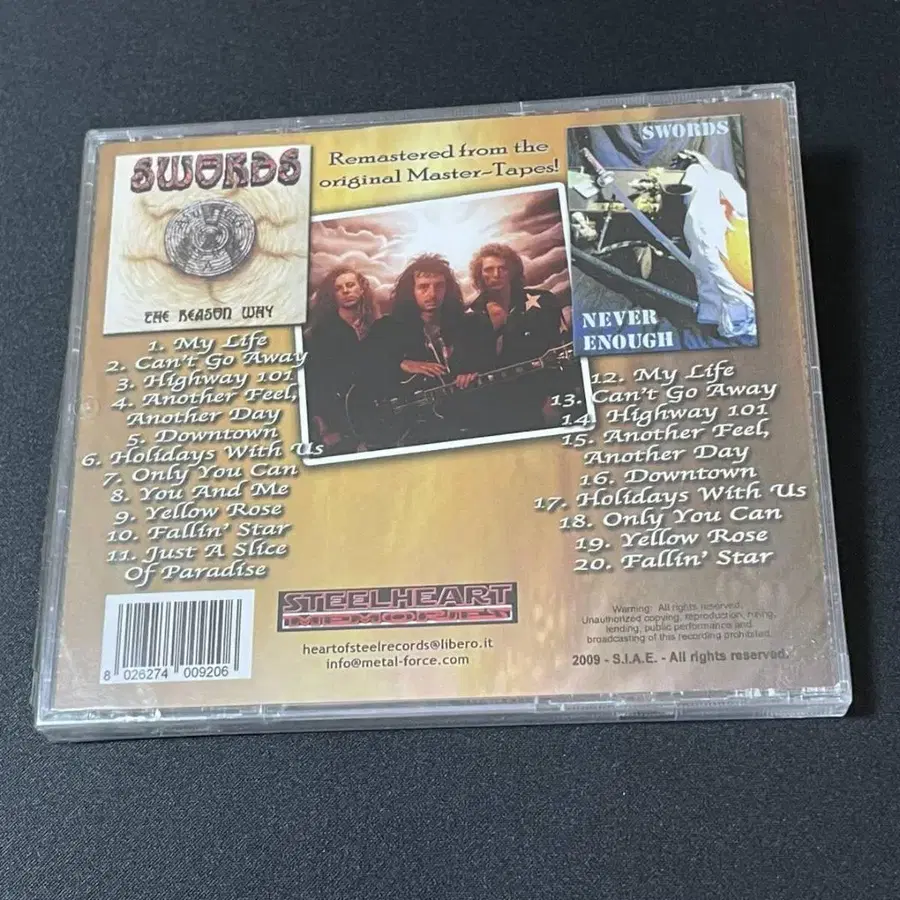 SWORDS
THE REASON WHY
Remastered from the
original Master-Tapes!
SWORDS
NEVER
ENOUGH
1. My Life
2. Can't Go Away
3. Highway 101
4. Another Feel,
Another Day
5. Downtown
6. Holidays With Us
7. Only You Can
8. You And Me
9. Yellow Rose
10. Fallin' Star
11. Just A Slice
Of Paradise
12. My Life
13. Can't Go Away
14. Highway 101
15. Another Feel,
Another Day
16. Downtown
17. Holidays With Us
18. Only You Can
19. Yellow Rose
20. Fallin' Star
8 026274 009206
STEELHEART
MEMORIES
heartofsteelrecords@libero.it
info@metal-force.com
Warning: All rights reserved.
Unauthorized copying, reproduction, hiring,
lending, public performance and
broadcasting of this recording prohibited.
2009 - S.I.A.E. - All rights reserved.